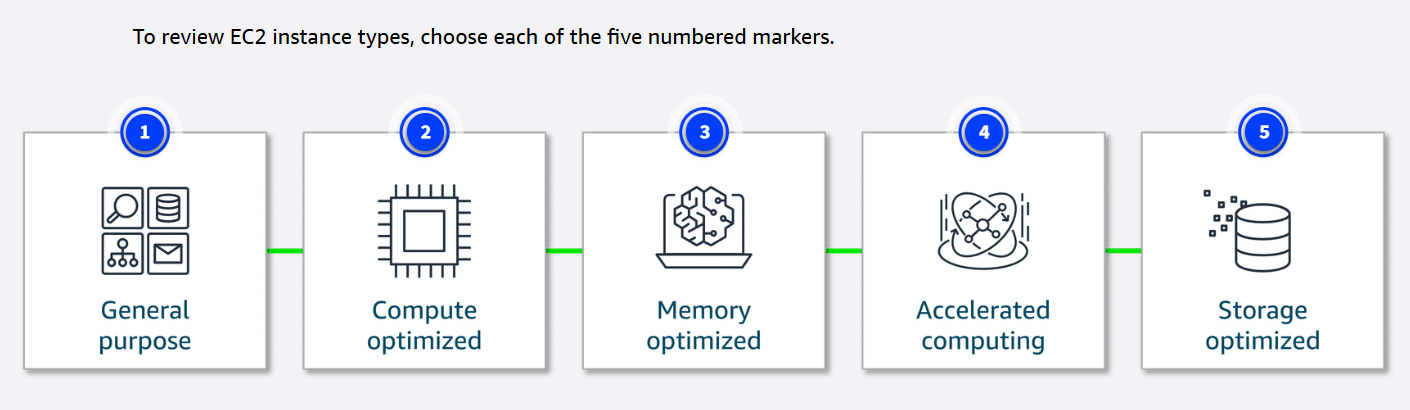 To review EC2 instance types, choose each of the five numbered markers.
1
2
3
4
5
General
purpose
Compute
optimized
Memory
optimized
Accelerated
computing
Storage
optimized